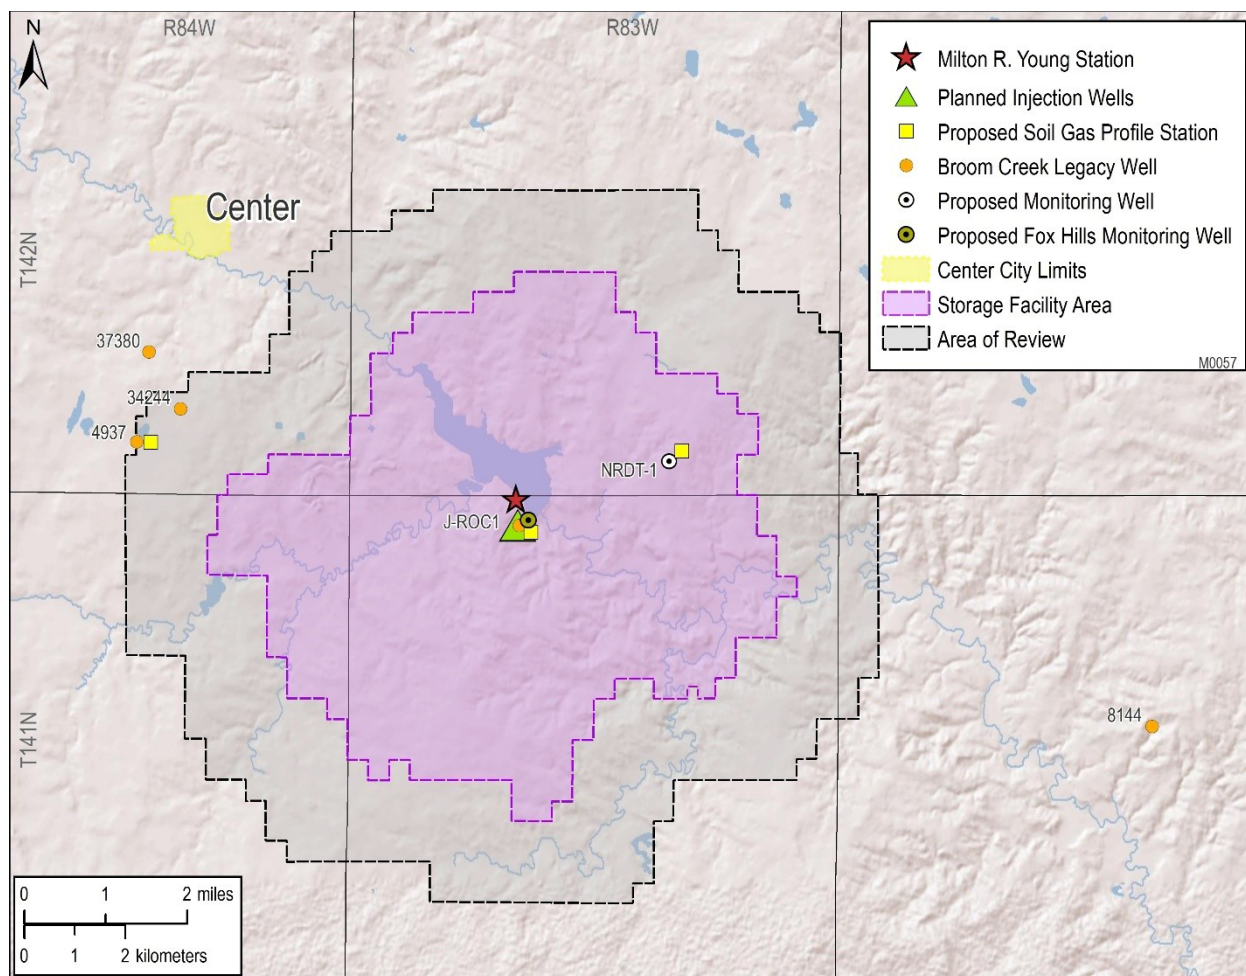 N
R84W
R83W
Milton R. Young Station
Planned Injection Wells
Proposed Soil Gas Profile Station
Broom Creek Legacy Well
Proposed Monitoring Well
Proposed Fox Hills Monitoring Well
Center City Limits
Storage Facility Area
Area of Review
M0057
Center
T142N
37380
34244
4937
NRDT-1
J-ROC1
T141N
8144
0 1 2 miles
0 1 2 kilometers